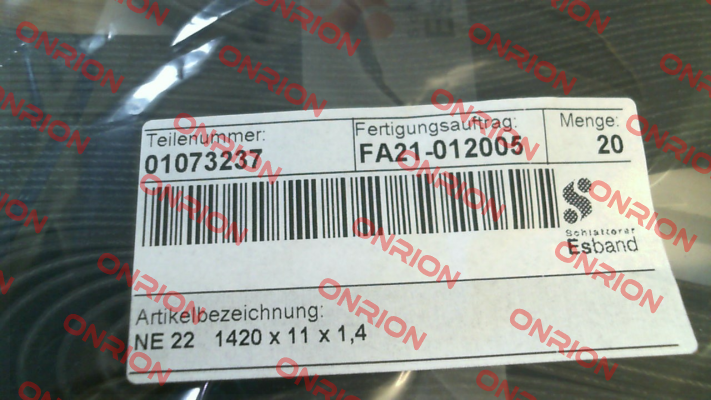 Teilenummer:
01073237
Fertigungsauftrag:
FA21-012005
Menge:
20
Schlatterer
Esband
Artikelbezeichnung:
NE 22 1420 x 11 x 1,4
ONRION